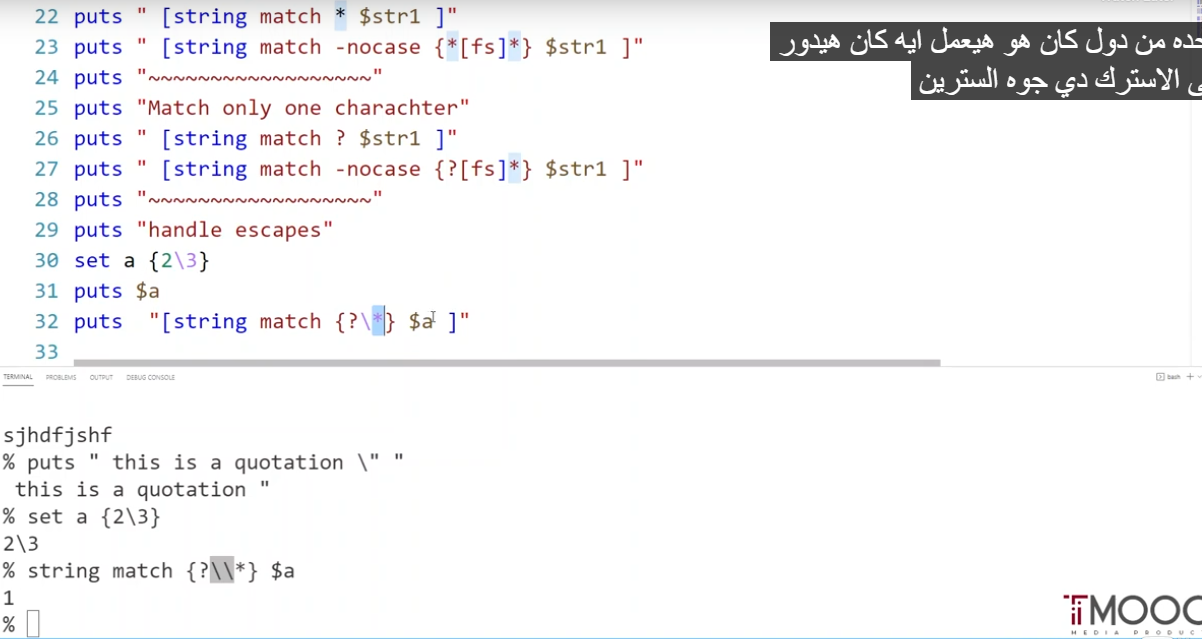 22 puts " [string match * $str1 ]"
23 puts " [string match -nocase {*[fs]*} $str1 ]"
24 puts "~~~~~~~~~~~~~~~~~~"
25 puts "Match only one charachter"
26 puts " [string match ? $str1 ]"
27 puts " [string match -nocase {?[fs]*} $str1 ]"
28 puts "~~~~~~~~~~~~~~~~~~"
29 puts "handle escapes"
30 set a {2\3}
31 puts $a
32 puts  "[string match {?\*} $a ]"
33
من دول كان هو هيعمل ايه كان هيدور
الاسترك دي جوه السترين
TERMINAL PROBLEMS OUTPUT DEBUG CONSOLE
bash
sjhdfjshf
% puts " this is a quotation \" "
this is a quotation "
% set a {2\3}
2\3
% string match {?\\*} $a
1
%
TMOOC
MEDIA PRODUC